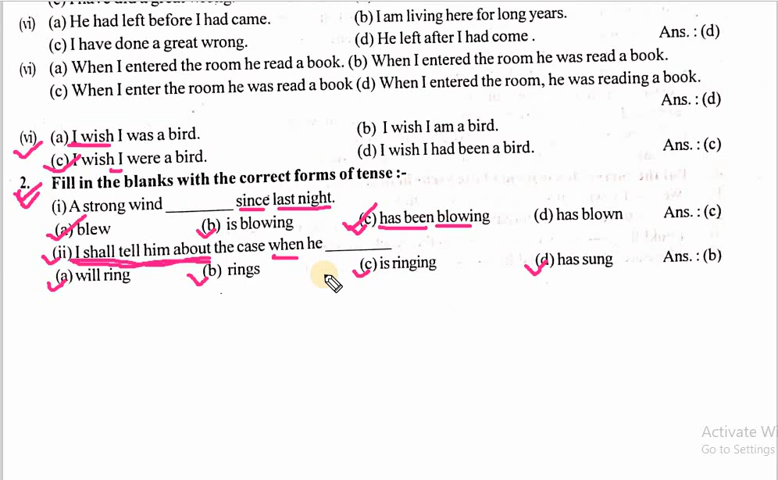 (vi) (a) He had left before I had came. (b) I am living here for long years.
(c) I have done a great wrong. (d) He left after I had come . Ans. : (d)
(vi) (a) When I entered the room he read a book. (b) When I entered the room he was read a book.
(c) When I enter the room he was read a book (d) When I entered the room, he was reading a book.
Ans. : (d)
(vi) (a) I wish I was a bird. (b) I wish I am a bird.
(c) I wish I were a bird. (d) I wish I had been a bird. Ans. : (c)
2. Fill in the blanks with the correct forms of tense :-
(i) A strong wind ________ since last night.
(a) blew (b) is blowing (c) has been blowing (d) has blown Ans. : (c)
(ii) I shall tell him about the case when he ________
(a) will ring (b) rings (c) is ringing (d) has sung Ans. : (b)
Activate Wi
Go to Settings